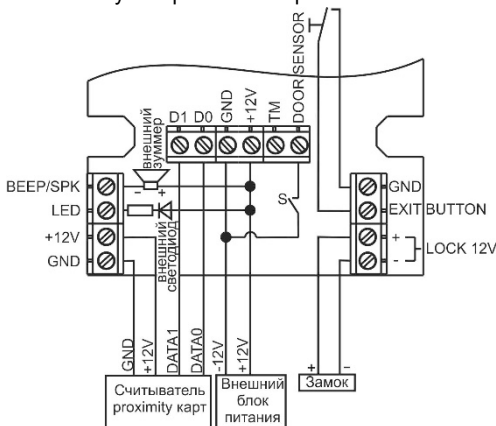 D1 D0 GND +12V TM DOOR SENSOR
внешний
зуммер
BEEP/SPK
- +
LED
+12V
GND
внешний
светодиод
S
GND
EXIT BUTTON
+
-
LOCK 12V
GND +12V DATA1 DATA0 -12V +12V + -
Считыватель
proximity карт
Внешний
блок
питания
Замок